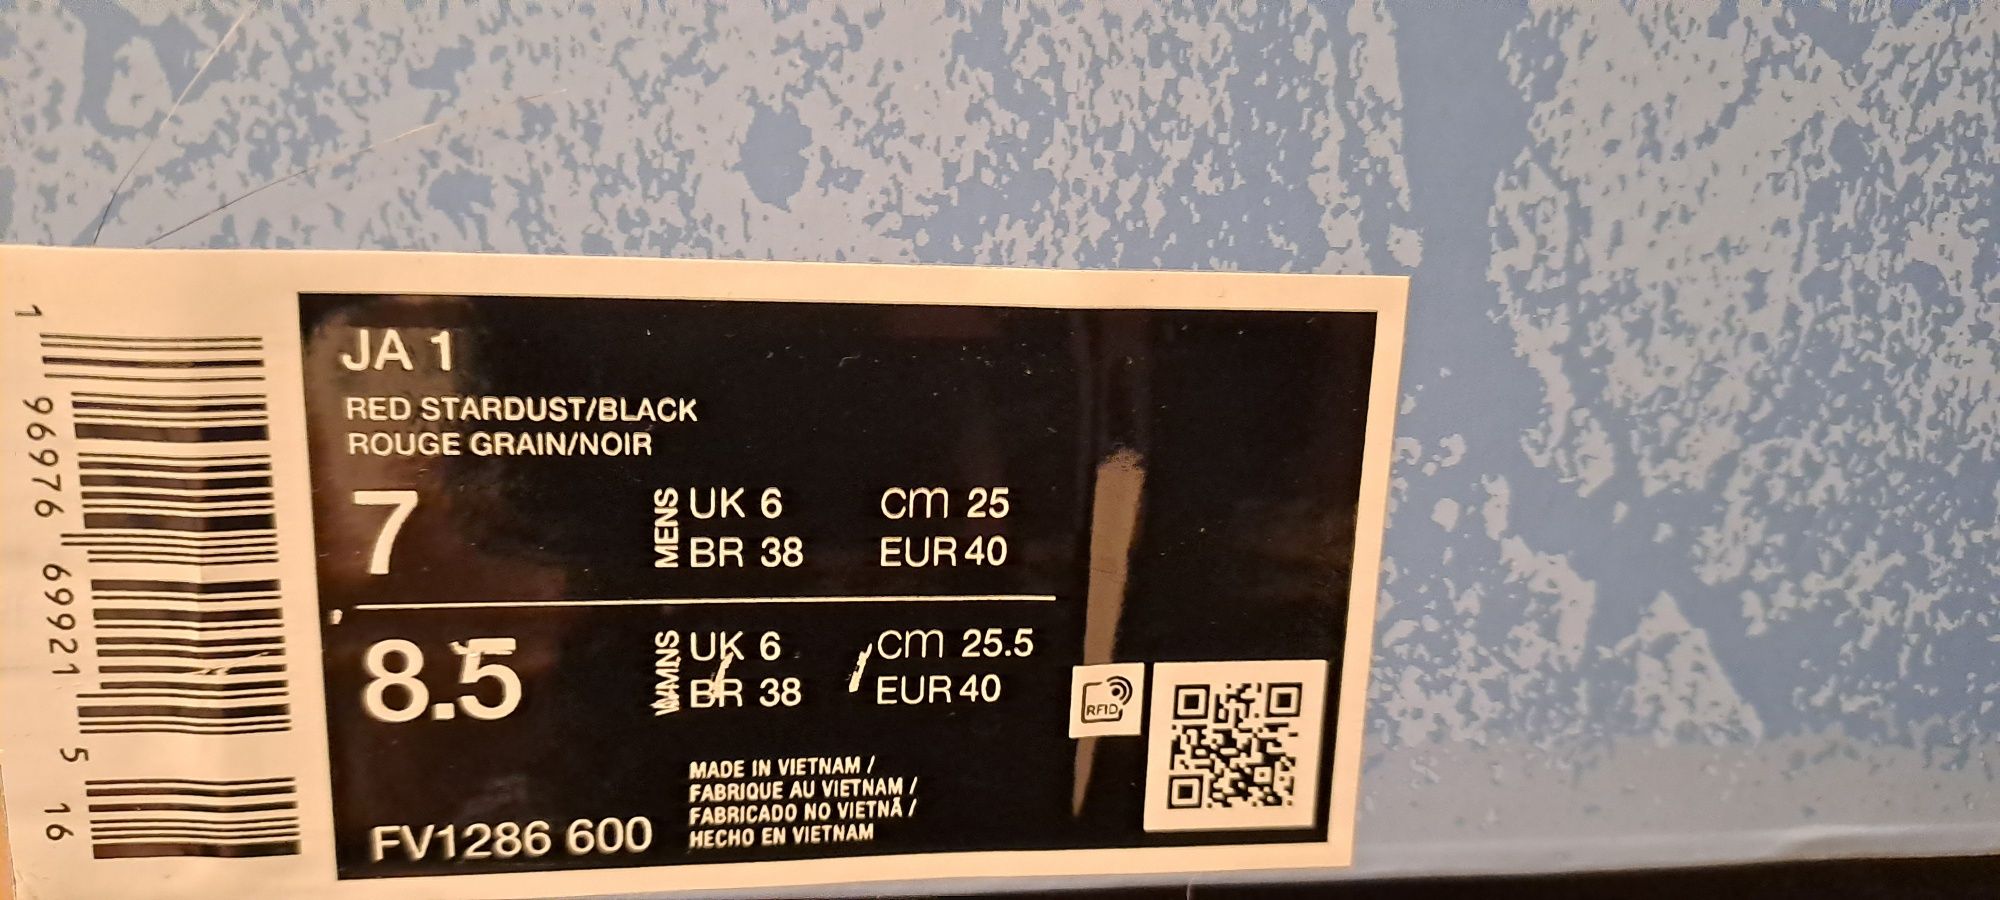 JA 1
RED STARDUST/BLACK
ROUGE GRAIN/NOIR
7
MENS
UK 6 cm 25
BR 38 EUR 40
8.5
WMNS
UK 6 cm 25.5
BR 38 EUR 40
MADE IN VIETNAM /
FABRIQUE AU VIETNAM /
FABRICADO NO VIETNÃ /
HECHO EN VIETNAM
FV1286 600
RFID
1 96976 69921 5 16